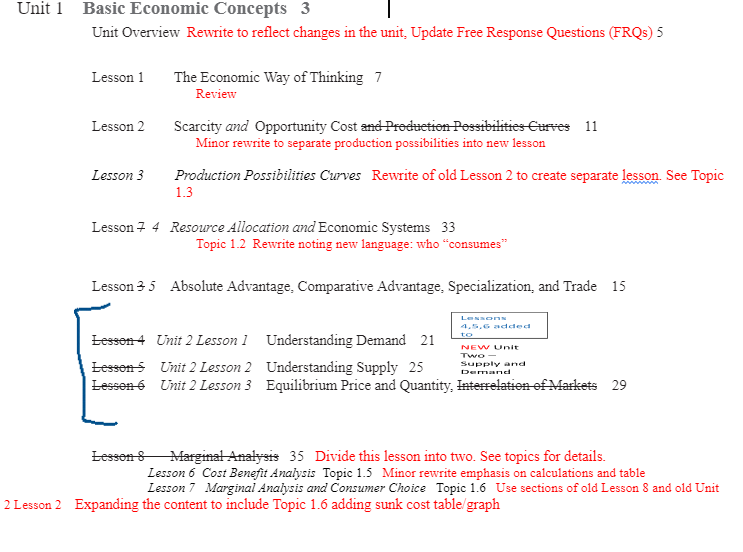 Unit 1 Basic Economic Concepts 3
Unit Overview Rewrite to reflect changes in the unit, Update Free Response Questions (FRQs) 5
Lesson 1 The Economic Way of Thinking 7
Review
Lesson 2 Scarcity and Opportunity Cost and Production Possibilities Curves 11
Minor rewrite to separate production possibilities into new lesson
Lesson 3 Production Possibilities Curves Rewrite of old Lesson 2 to create separate lesson. See Topic
1.3
Lesson 7 4 Resource Allocation and Economic Systems 33
Topic 1.2 Rewrite noting new language: who “consumes”
Lesson 3 5 Absolute Advantage, Comparative Advantage, Specialization, and Trade 15
Lessons
4,5,6 added
to
NEW Unit
Two –
Supply and
Demand
Lesson 4 Unit 2 Lesson 1 Understanding Demand 21
Lesson 5 Unit 2 Lesson 2 Understanding Supply 25
Lesson 6 Unit 2 Lesson 3 Equilibrium Price and Quantity, Interrelation of Markets 29
Lesson 8 Marginal Analysis 35 Divide this lesson into two. See topics for details.
Lesson 6 Cost Benefit Analysis Topic 1.5 Minor rewrite emphasis on calculations and table
Lesson 7 Marginal Analysis and Consumer Choice Topic 1.6 Use sections of old Lesson 8 and old Unit
2 Lesson 2 Expanding the content to include Topic 1.6 adding sunk cost table/graph